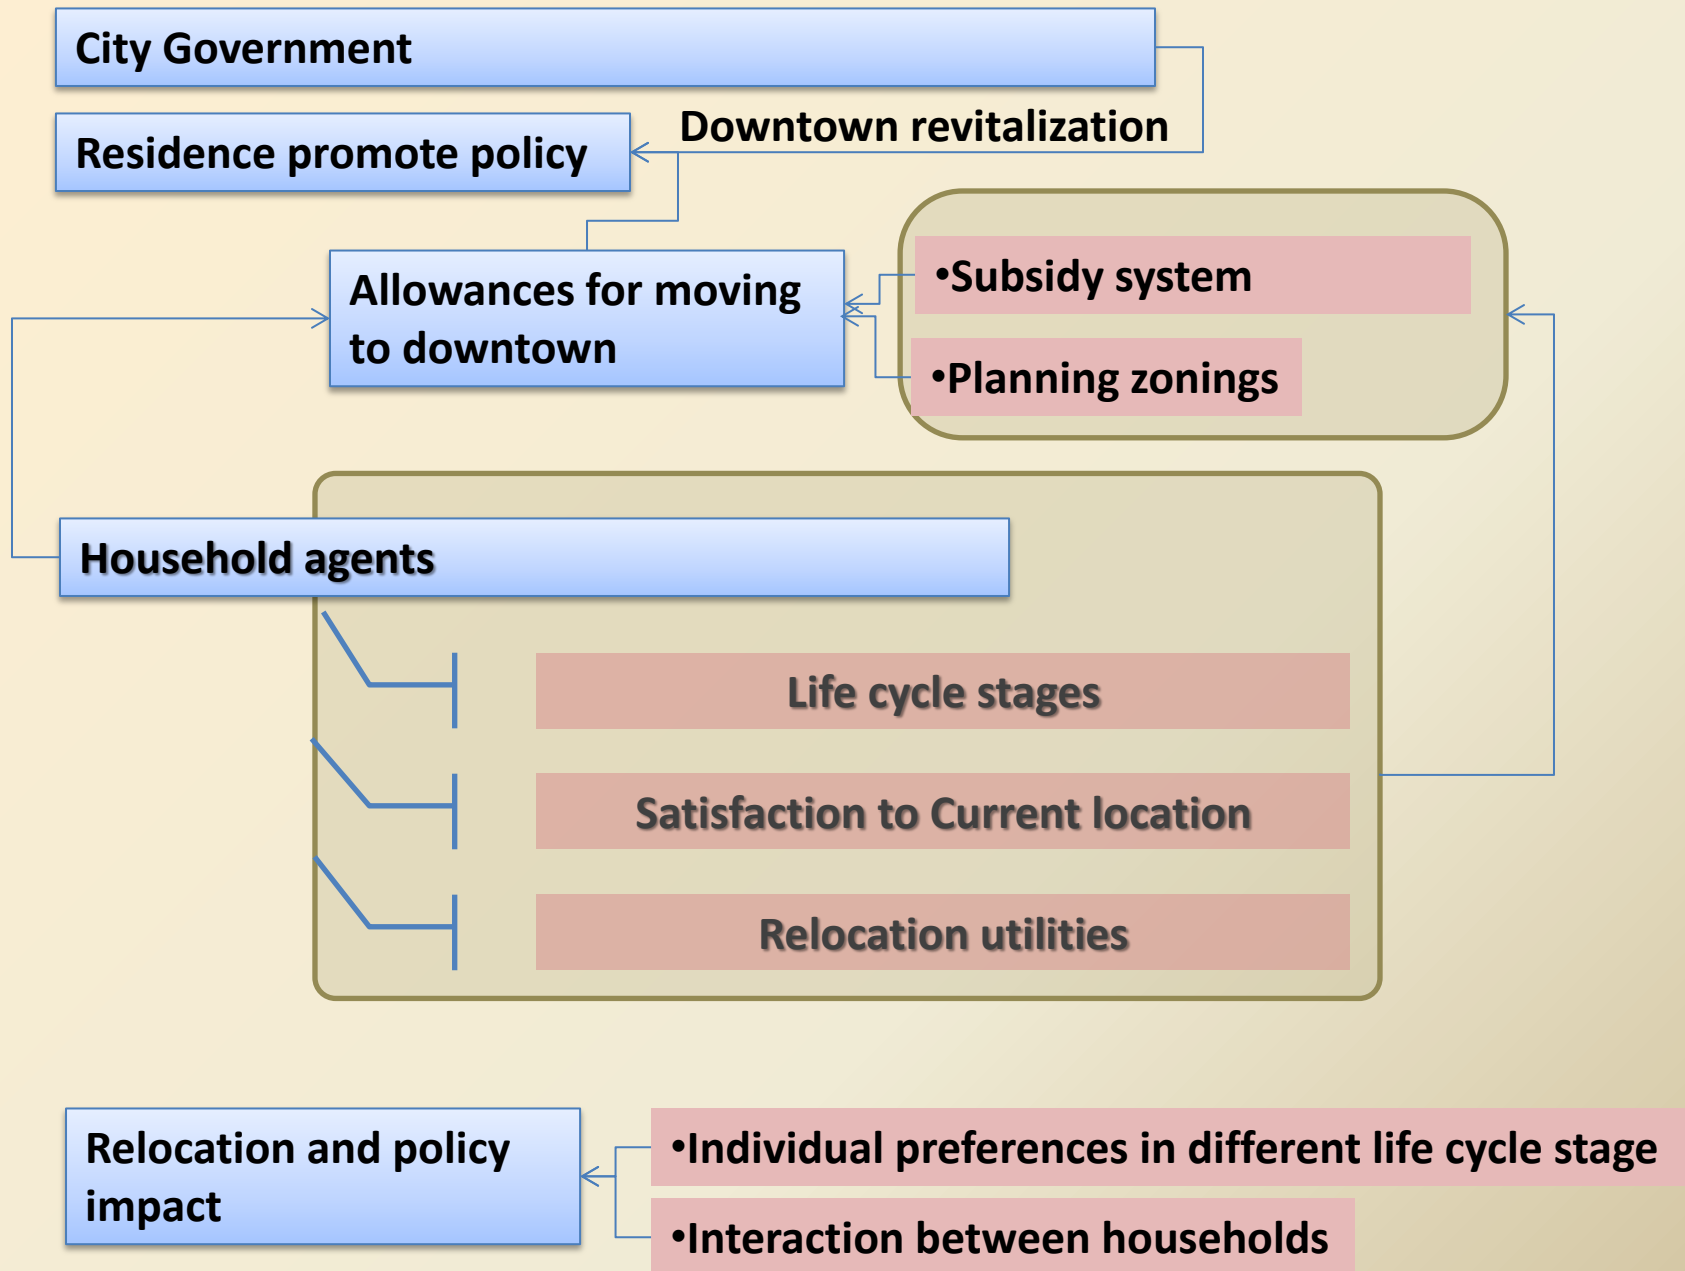 City Government
Downtown revitalization
Residence promote policy
Allowances for moving
to downtown
•Subsidy system
•Planning zonings
Household agents
Life cycle stages
Satisfaction to Current location
Relocation utilities
Relocation and policy
impact
•Individual preferences in different life cycle stage
•Interaction between households